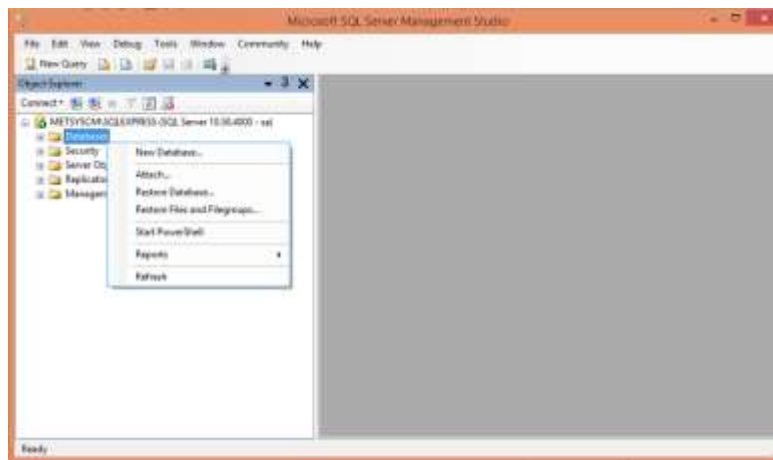 Microsoft SQL Server Management Studio
File Edit View Debug Tools Window Community Help
New Query
Object Explorer
Connect
METSYSCM\SQLEXPRESS (SQL Server 10.50.4000 - sa)
Databases
Security
Server Obj
Replicatio
Managem
New Database...
Attach...
Restore Database...
Restore Files and Filegroups...
Start PowerShell
Reports
Refresh
Ready